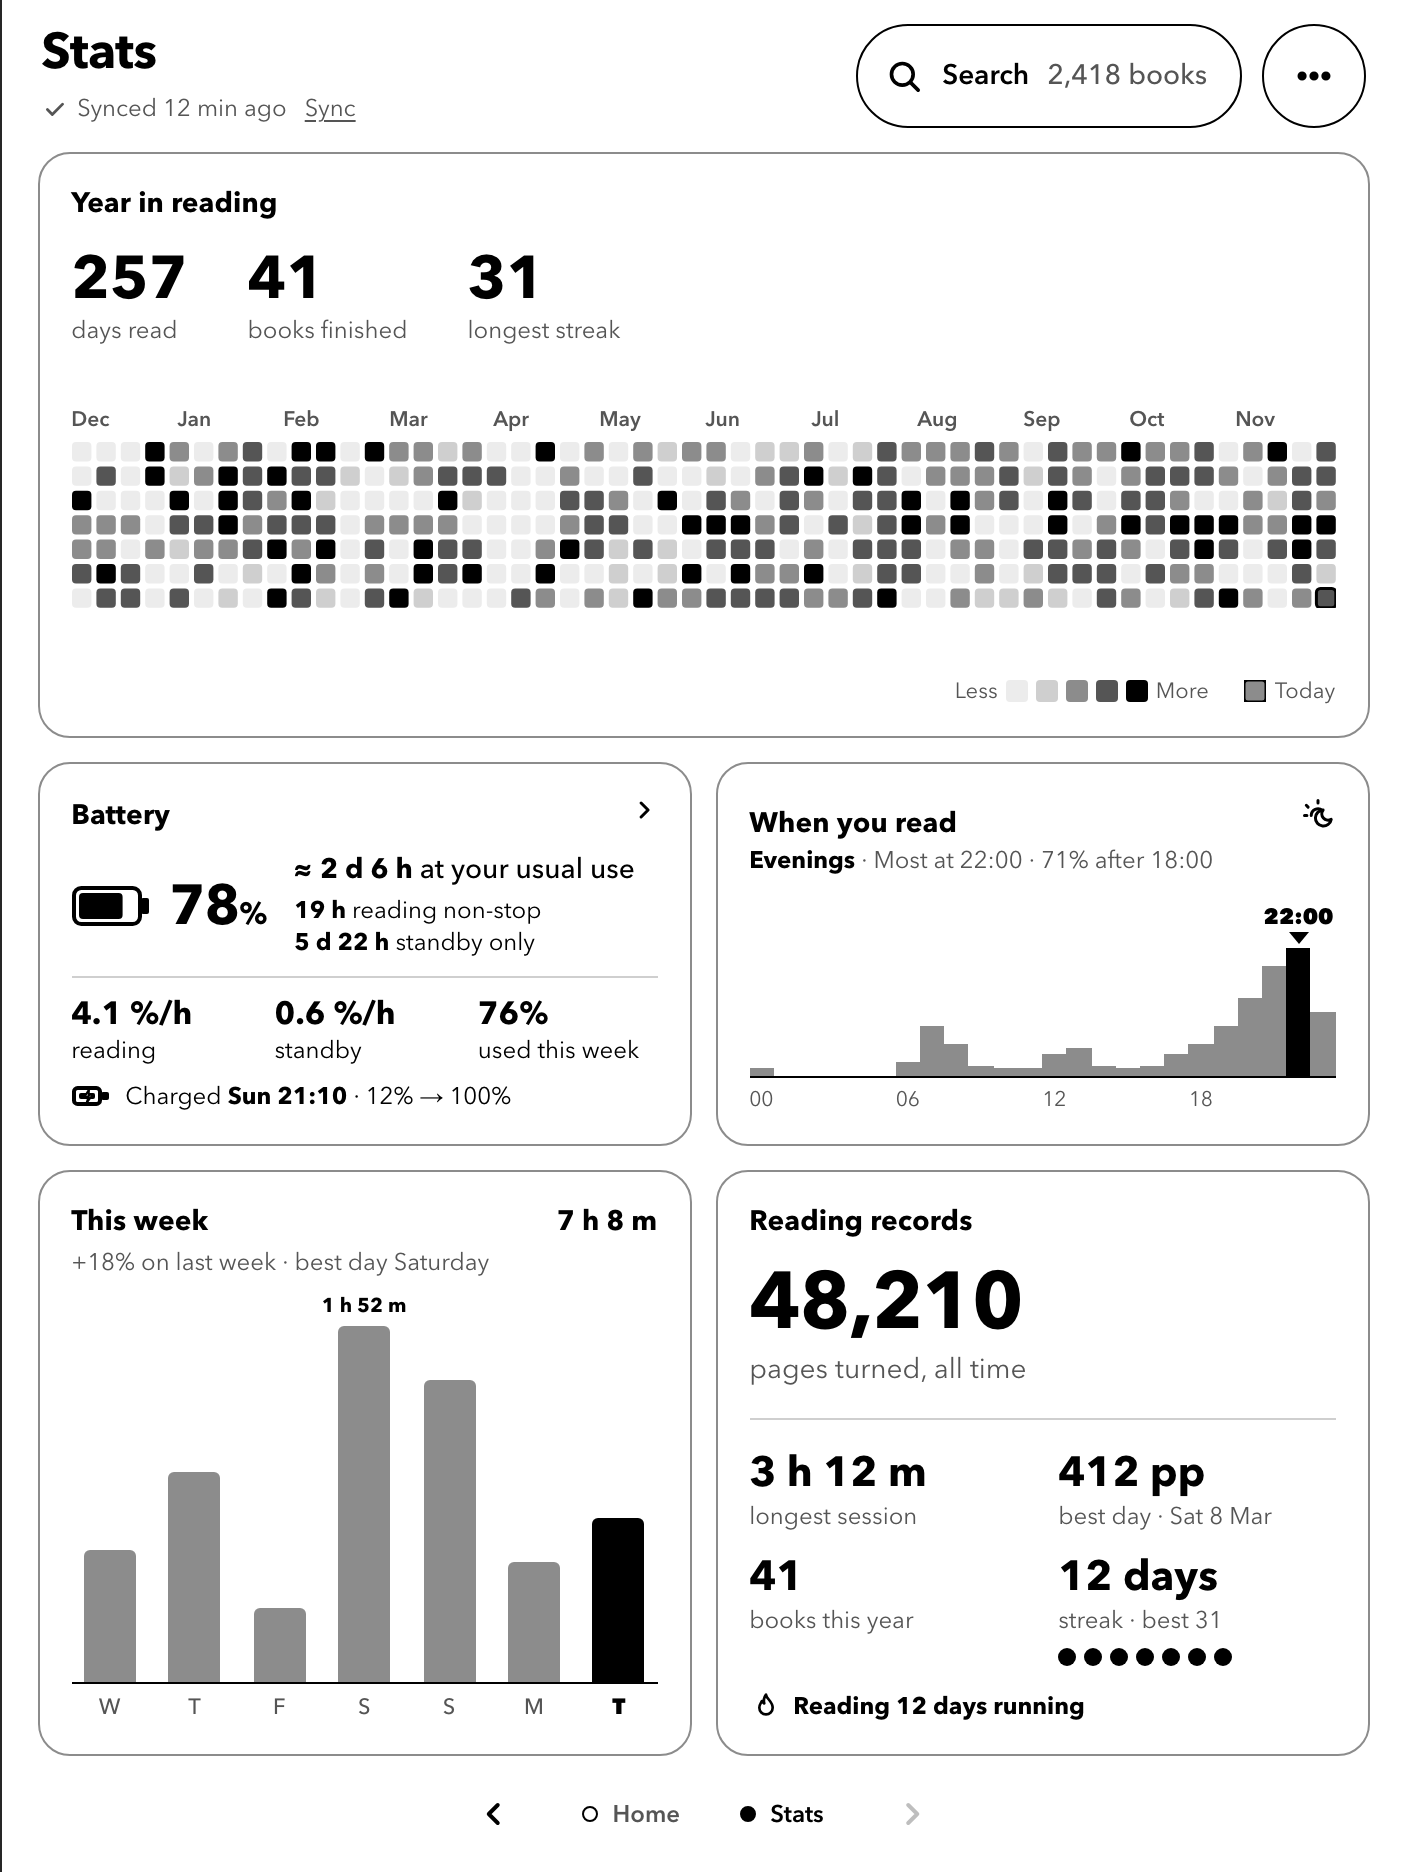 Stats
Search 2,418 books
Synced 12 min ago Sync
Year in reading
257 41 31
days read books finished longest streak
Dec Jan Feb Mar Apr May Jun Jul Aug Sep Oct Nov
Less More Today
Battery
78%
≈ 2 d 6 h at your usual use
19 h reading non-stop
5 d 22 h standby only
4.1 %/h 0.6 %/h 76%
reading standby used this week
Charged Sun 21:10 · 12% → 100%
When you read
Evenings · Most at 22:00 · 71% after 18:00
22:00
00 06 12 18
This week 7 h 8 m
+18% on last week · best day Saturday
1 h 52 m
W T F S S M T
Reading records
48,210
pages turned, all time
3 h 12 m 412 pp
longest session best day · Sat 8 Mar
41 12 days
books this year streak · best 31
Reading 12 days running
Home Stats